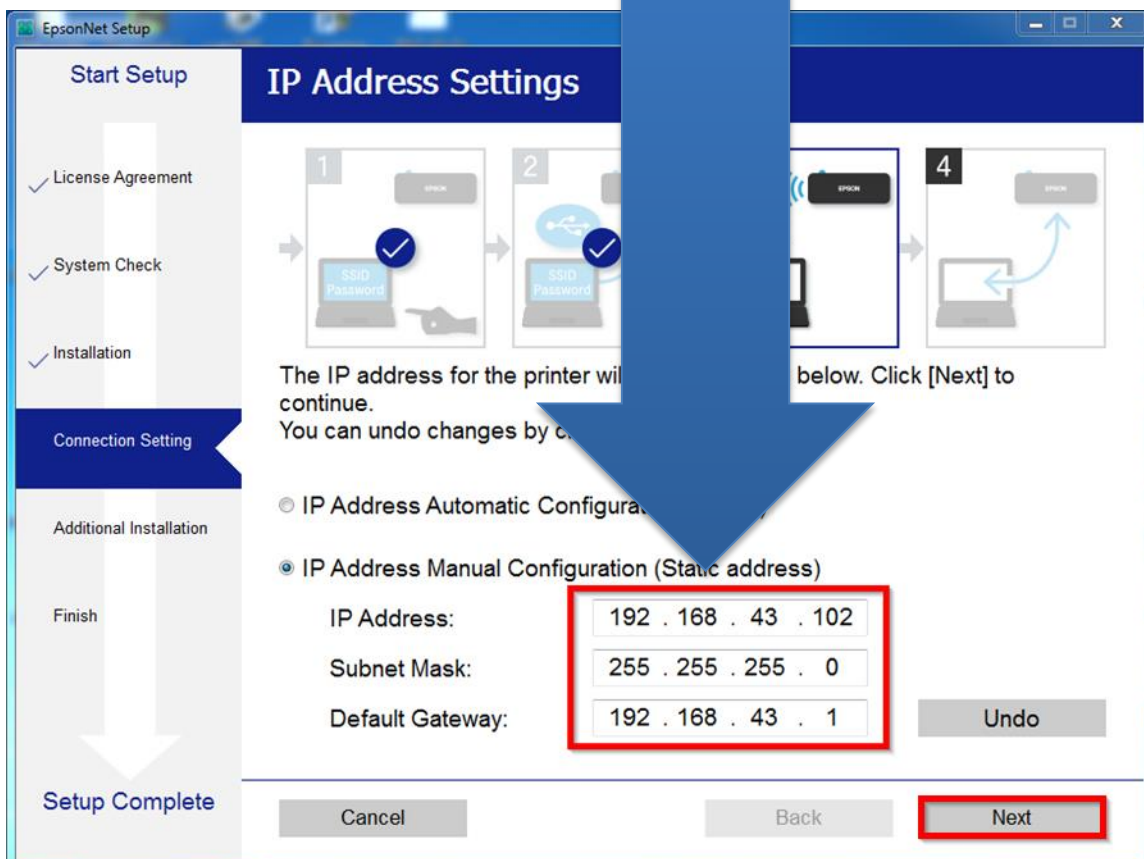 EpsonNet Setup
Start Setup
License Agreement
System Check
Installation
Connection Setting
Additional Installation
Finish
Setup Complete
IP Address Settings
1
EPSON
SSID
Password
2
SSID
Password
EPSON
4
EPSON
The IP address for the printer will below. Click [Next] to
continue.
You can undo changes by
IP Address Automatic
IP Address Manual Configuration (Static address)
IP Address: 192 . 168 . 43 . 102
Subnet Mask: 255 . 255 . 255 . 0
Default Gateway: 192 . 168 . 43 . 1
Undo
Cancel
Back
Next